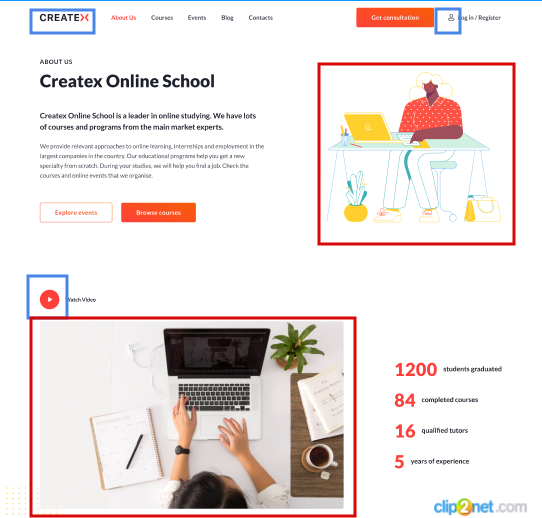 CREATEX
About Us
Courses
Events
Blog
Contacts
Get consultation
Log in / Register
ABOUT US
Createx Online School
Createx Online School is a leader in online studying. We have lots
of courses and programs from the main market experts.
We provide relevant approaches to online learning, internships and employment in the
largest companies in the country. Our educational programs help you get a new
specialty from scratch. During your studies, we will help you find a job. Check the
courses and online events that we organise.
Explore events
Browse courses
Watch Video
1200 students graduated
84 completed courses
16 qualified tutors
5 years of experience
clip2net.com